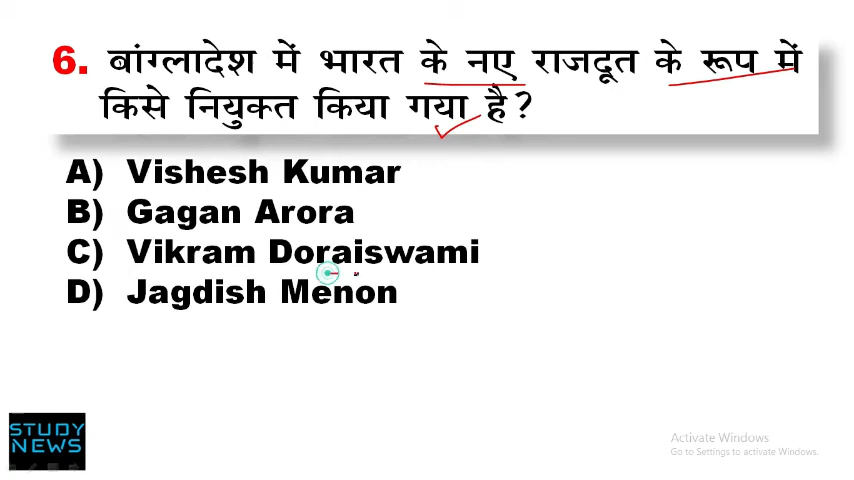 6. बांग्लादेश में भारत के नए राजदूत के रूप में
किसे नियुक्त किया गया है?
A) Vishesh Kumar
B) Gagan Arora
C) Vikram Doraiswami
D) Jagdish Menon
STUDY
NEWS
Activate Windows
Go to Settings to activate Windows.